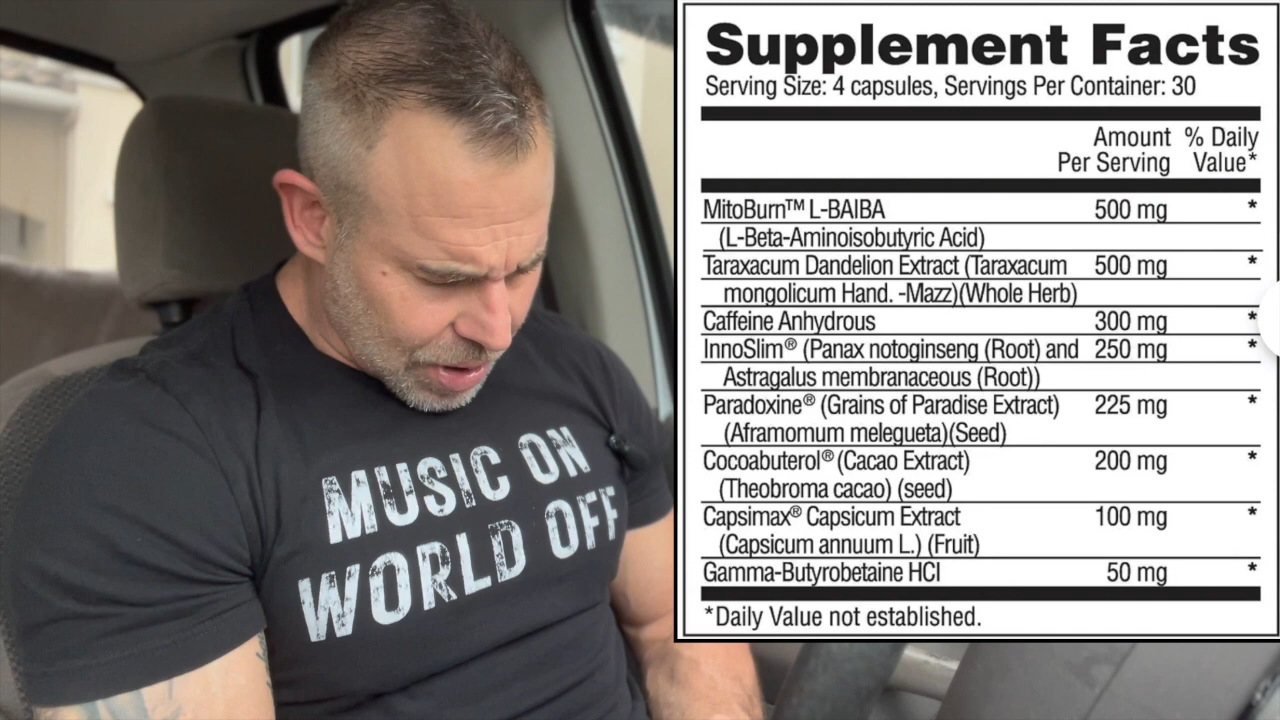 MUSIC ON
WORLD OFF
Supplement Facts
Serving Size: 4 capsules, Servings Per Container: 30
Amount % Daily
Per Serving Value*
MitoBurn™ L-BAIBA 500 mg *
(L-Beta-Aminoisobutyric Acid)
Taraxacum Dandelion Extract (Taraxacum 500 mg *
mongolicum Hand. -Mazz)(Whole Herb)
Caffeine Anhydrous 300 mg *
InnoSlim® (Panax notoginseng (Root) and 250 mg *
Astragalus membranaceous (Root))
Paradoxine® (Grains of Paradise Extract) 225 mg *
(Aframomum melegueta)(Seed)
Cocoabuterol® (Cacao Extract) 200 mg *
(Theobroma cacao) (seed)
Capsimax® Capsicum Extract 100 mg *
(Capsicum annuum L.) (Fruit)
Gamma-Butyrobetaine HCl 50 mg *
*Daily Value not established.